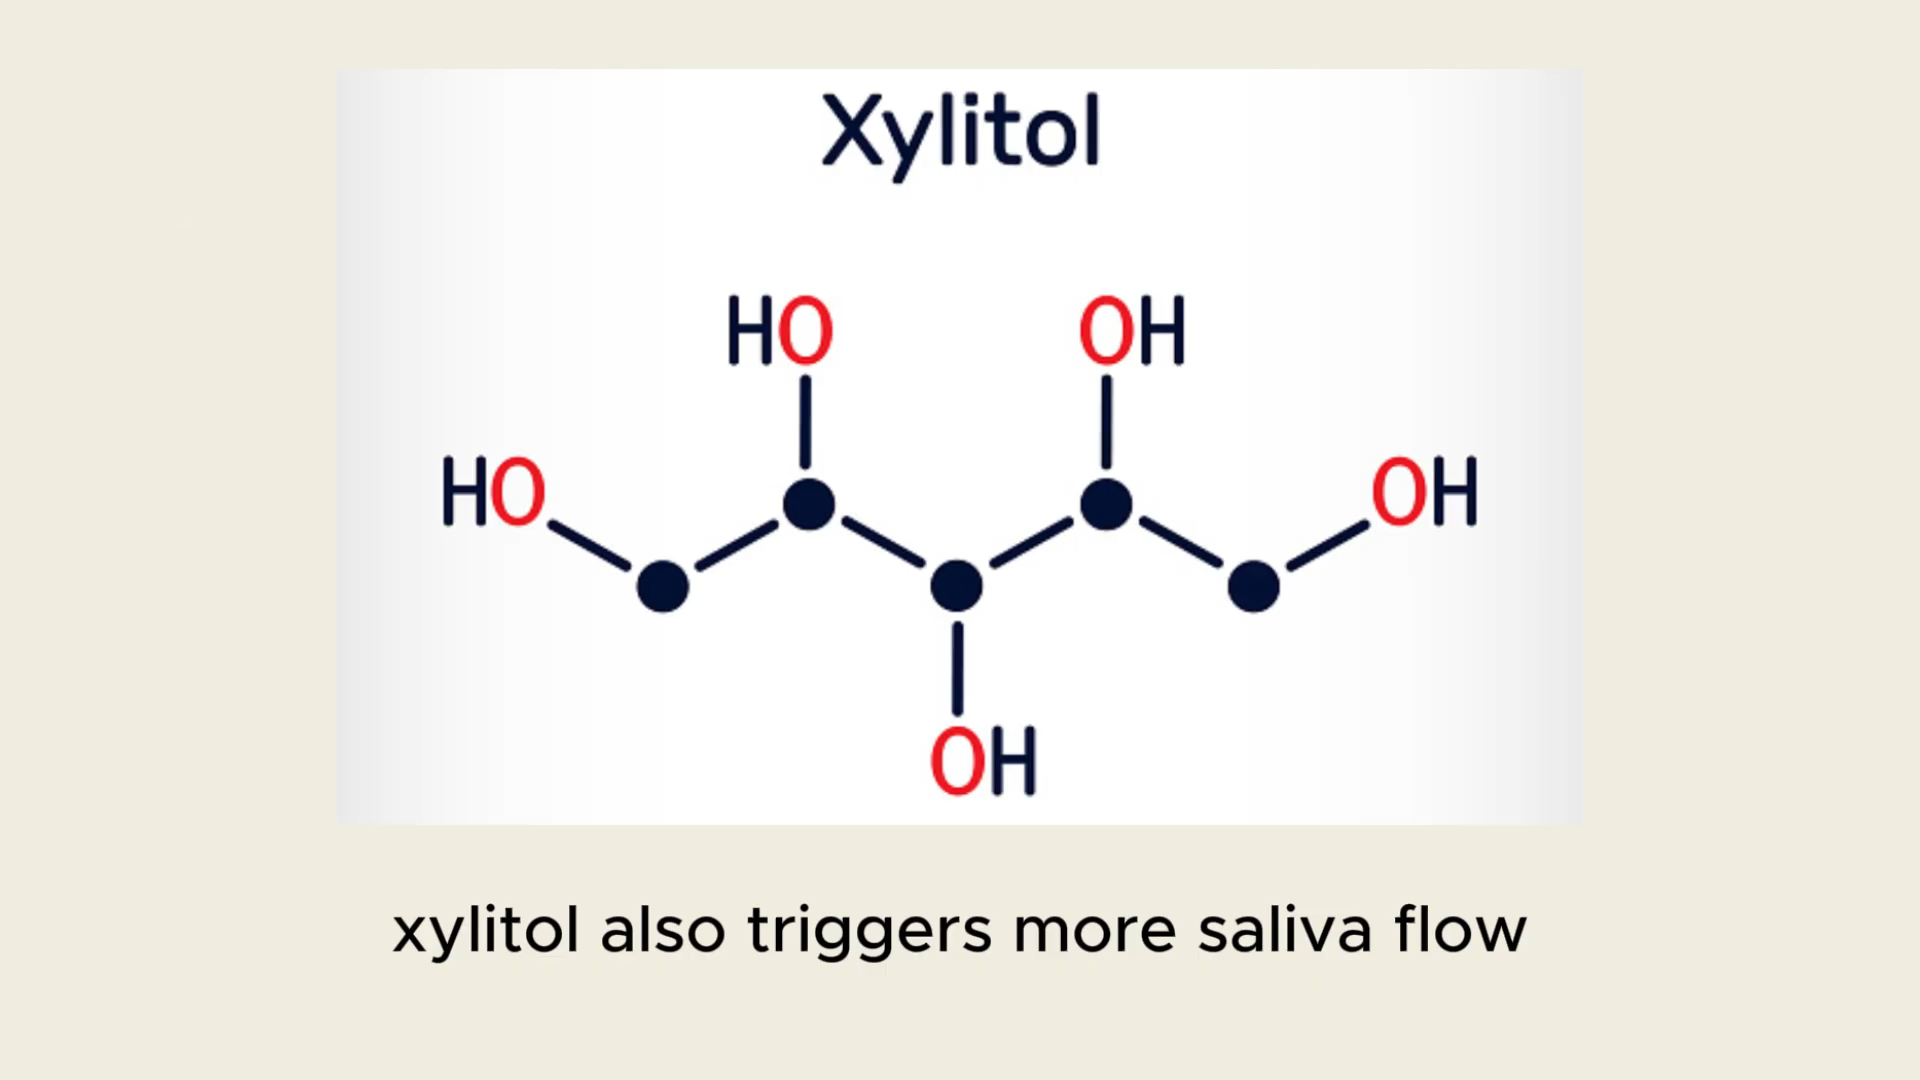 Xylitol
HO OH
HO OH
OH
xylitol also triggers more saliva flow